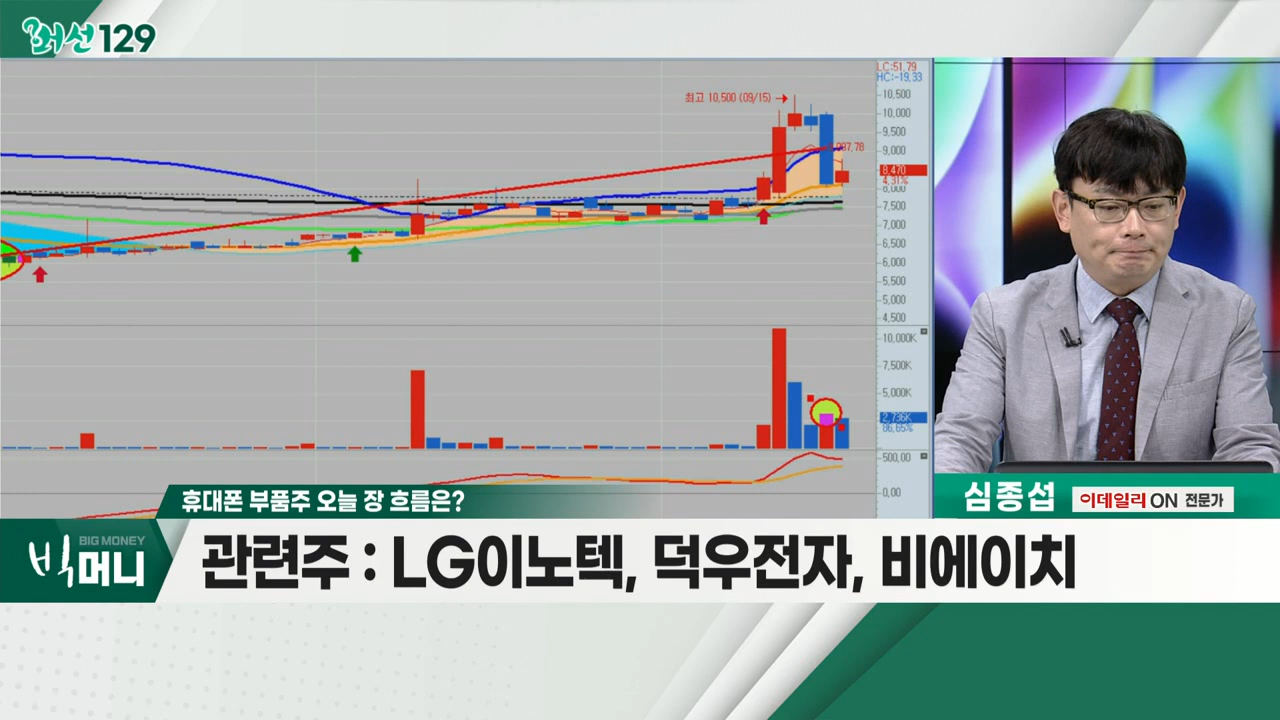 최선129
LC:51.79
HC:-19.33
최고 10,500 (09/15)
10,500
10,000
9,500
9,000
8,470
4.31%
8,000
7,500
7,000
6,500
6,000
5,500
5,000
4,500
10,000K
7,500K
5,000K
2,736K
86,65%
500,00
0,00
심종섭 이데일리ON 전문가
휴대폰 부품주 오늘 장 흐름은?
BIG MONEY
빅머니
관련주 : LG이노텍, 덕우전자, 비에이치